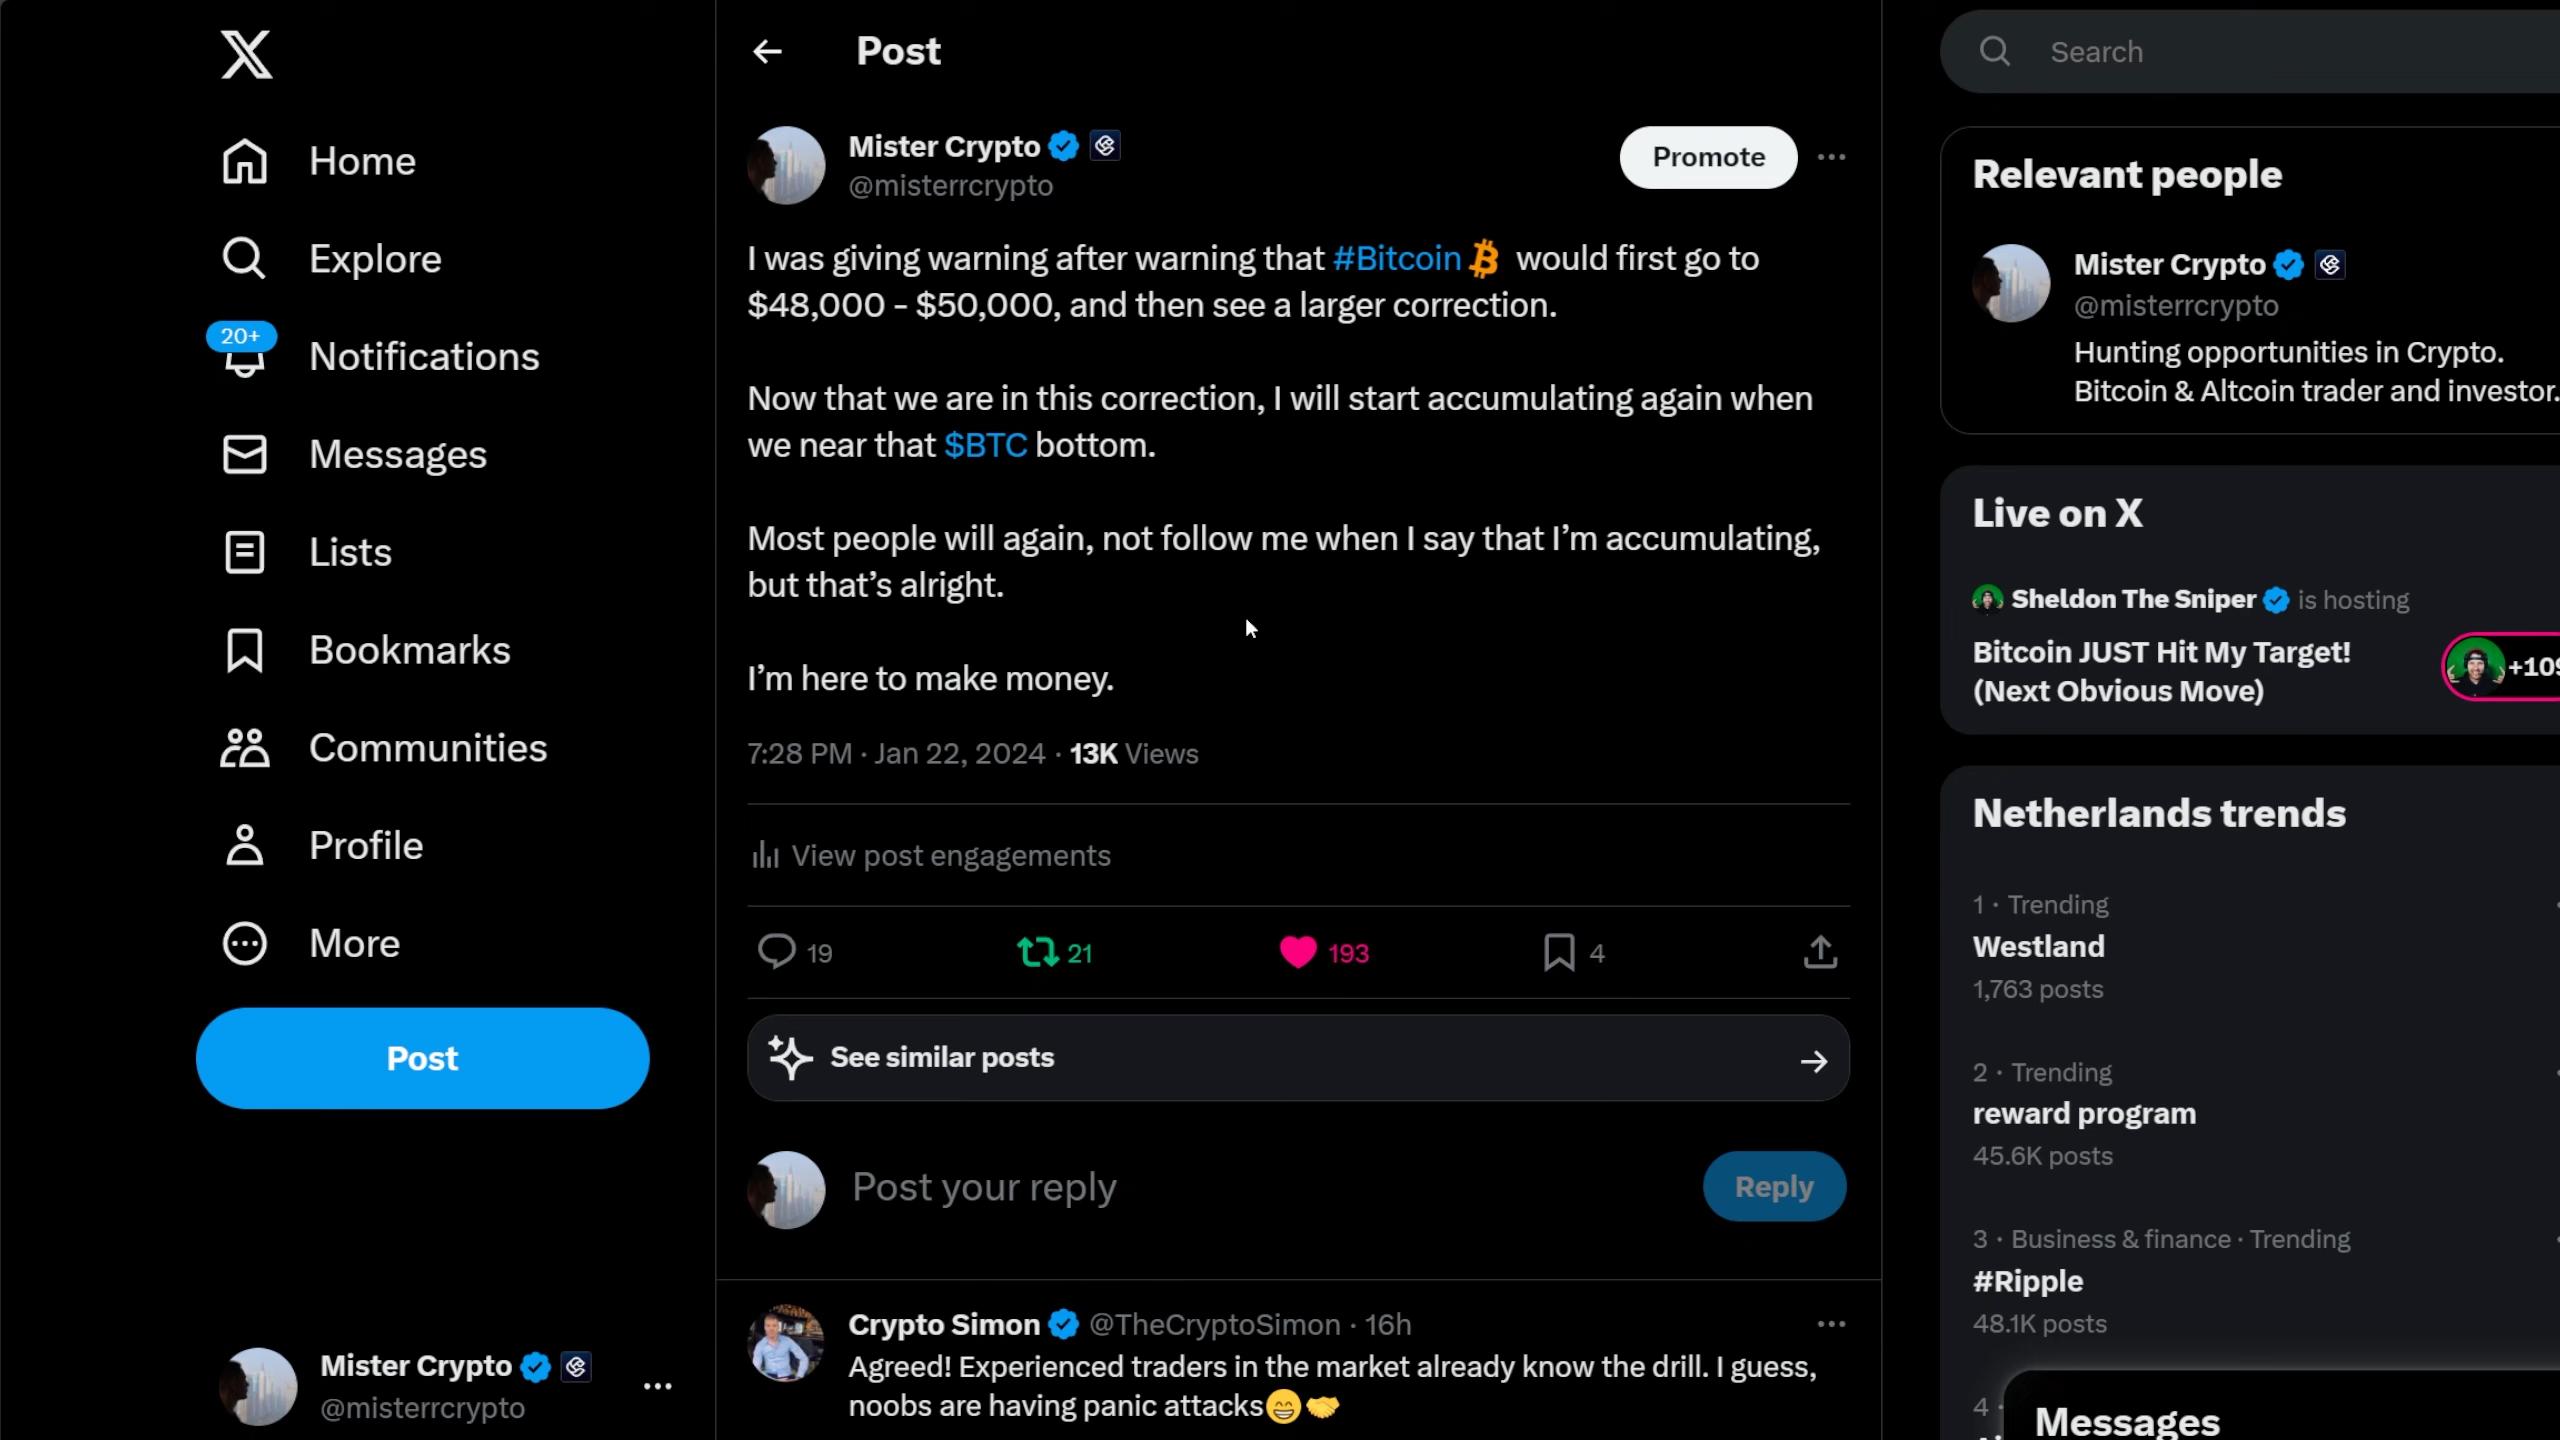 Home
Explore
20+
Notifications
Messages
Lists
Bookmarks
Communities
Profile
More
Post
Mister Crypto
@misterrcrypto
Post
Mister Crypto
@misterrcrypto
Promote
I was giving warning after warning that #Bitcoin would first go to
$48,000 - $50,000, and then see a larger correction.
Now that we are in this correction, I will start accumulating again when
we near that $BTC bottom.
Most people will again, not follow me when I say that I’m accumulating,
but that’s alright.
I’m here to make money.
7:28 PM · Jan 22, 2024 · 13K Views
View post engagements
19 21 193 4
See similar posts
Post your reply
Reply
Crypto Simon @TheCryptoSimon · 16h
Agreed! Experienced traders in the market already know the drill. I guess,
noobs are having panic attacks😁🤝
Search
Relevant people
Mister Crypto
@misterrcrypto
Hunting opportunities in Crypto.
Bitcoin & Altcoin trader and investor.
Live on X
Sheldon The Sniper is hosting
Bitcoin JUST Hit My Target!
(Next Obvious Move)
Netherlands trends
1 · Trending
Westland
1,763 posts
2 · Trending
reward program
45.6K posts
3 · Business & finance · Trending
#Ripple
48.1K posts
4 ·
Messages